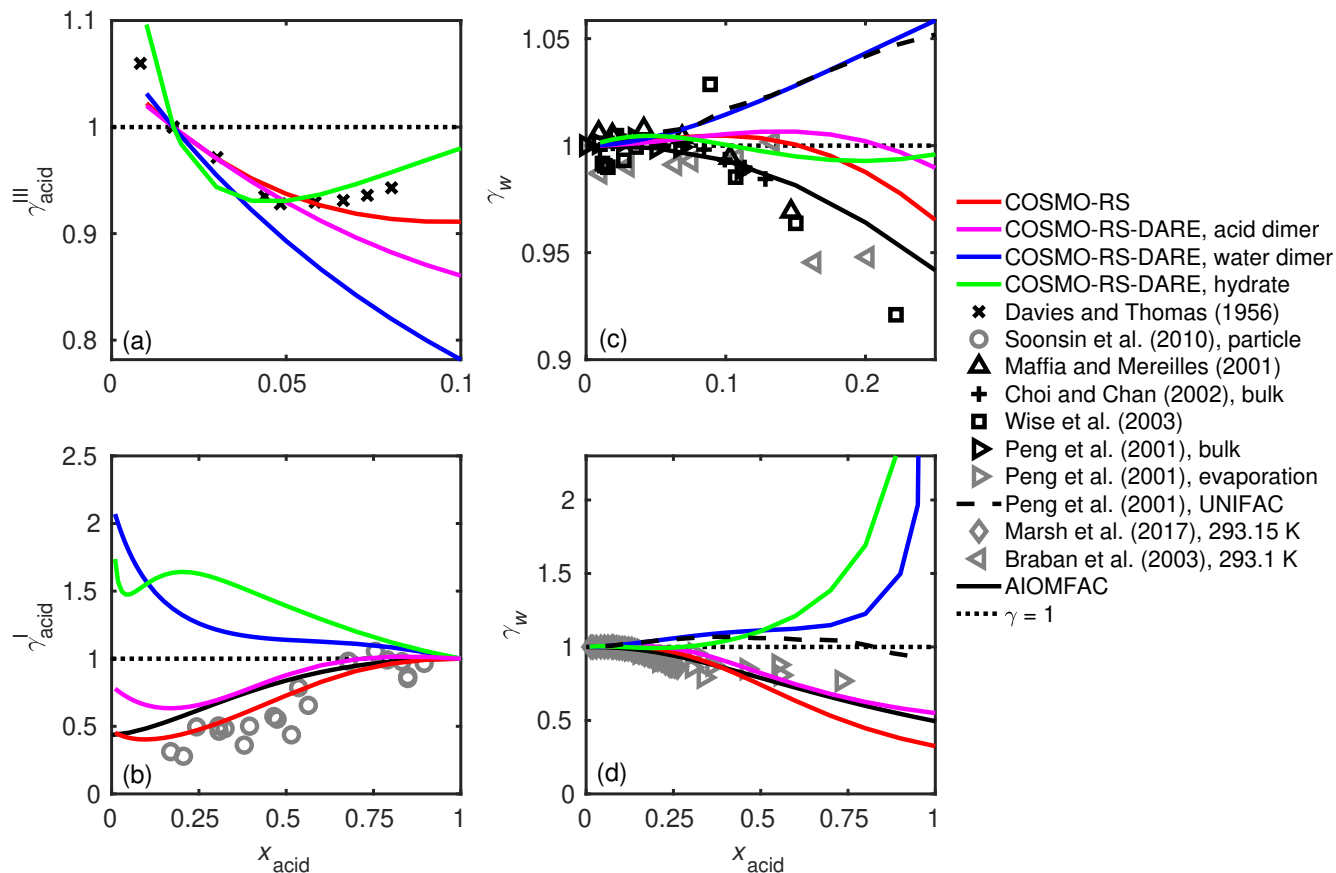 1.1
1
0.9
0.8
γ^III_acid
(a)
0
0.05
0.1
1.05
1
0.95
0.9
γ_w
(c)
0
0.1
0.2
2.5
2
1.5
1
0.5
0
γ^I_acid
(b)
0
0.25
0.5
0.75
1
x_acid
2
1.5
1
0.5
0
γ_w
(d)
0
0.25
0.5
0.75
1
x_acid
COSMO-RS
COSMO-RS-DARE, acid dimer
COSMO-RS-DARE, water dimer
COSMO-RS-DARE, hydrate
Davies and Thomas (1956)
Soonsin et al. (2010), particle
Maffia and Mereilles (2001)
Choi and Chan (2002), bulk
Wise et al. (2003)
Peng et al. (2001), bulk
Peng et al. (2001), evaporation
Peng et al. (2001), UNIFAC
Marsh et al. (2017), 293.15 K
Braban et al. (2003), 293.1 K
AIOMFAC
γ = 1